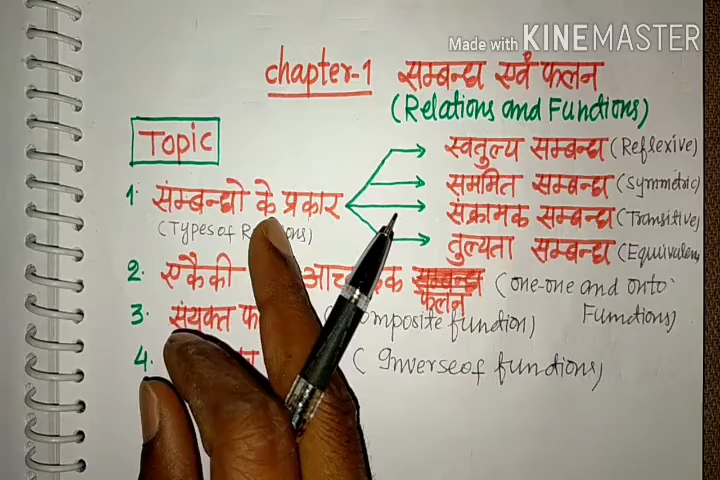 Made with KINEMASTER
chapter-1 सम्बन्ध एवं फलन
(Relations and Functions)
Topic
1. संम्बन्धो के प्रकार
(Types of
स्वतुल्य सम्बन्ध (Reflexive)
सममित सम्बन्ध (Symmetric)
संक्रामक सम्बन्ध (Transitive)
तुल्यता सम्बन्ध (Equivalen
2. एकैकी सम्बन्ध (one-one and onto
फलन Functions)
3. संयुक्त function)
4. (Inverse of functions)